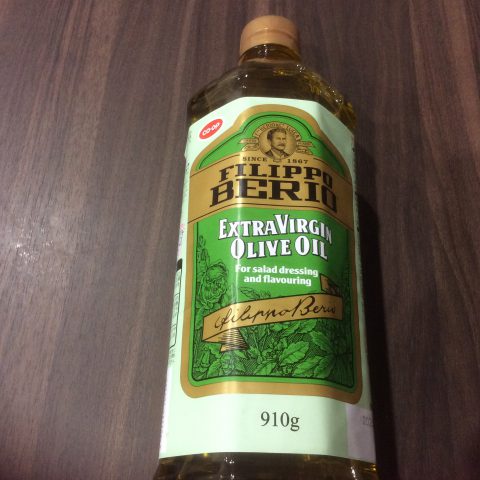 CO-OP
SINCE 1867
FILIPPO
BERIO
EXTRA VIRGIN
OLIVE OIL
For salad dressing
and flavouring
Filippo Berio
910g